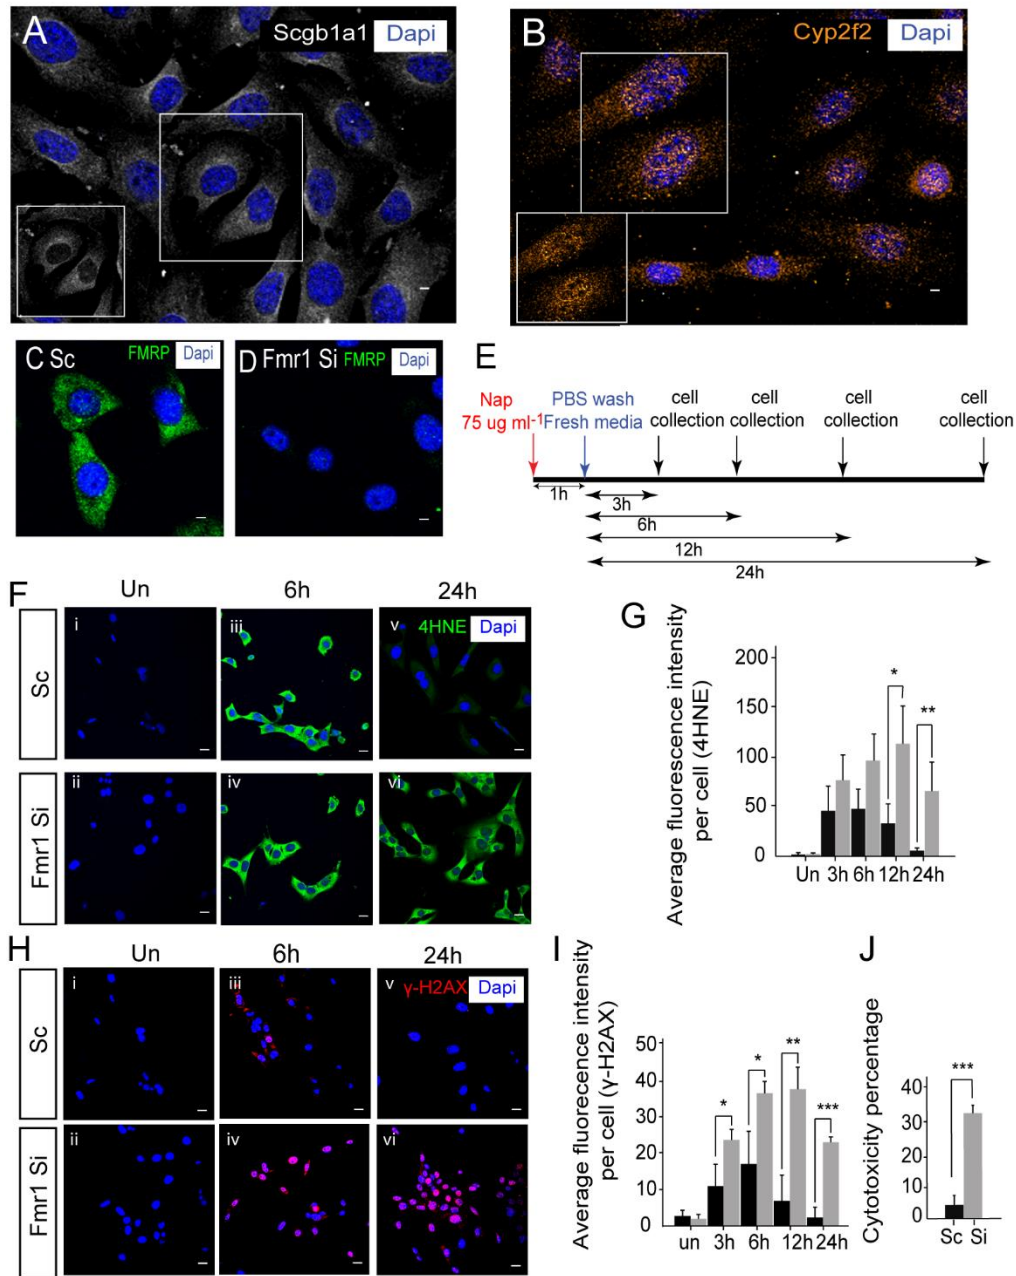 A
Scgb1a1 Dapi
B
Cyp2f2 Dapi
C Sc
FMRP Dapi
D Fmr1 Si FMRP Dapi
E
Nap
75 ug ml-1
PBS wash
Fresh media
cell
collection
cell
collection
cell
collection
cell
collection
1h
3h
6h
12h
24h
F
Un 6h 24h
Sc
i
iii
v 4HNE Dapi
Fmr1 Si
ii
iv
vi
G
Average fluorescence intensity
per cell (4HNE)
200
150
100
50
0
* **
Un 3h 6h 12h 24h
H
Un 6h 24h
Sc
i
iii
v γ-H2AX Dapi
Fmr1 Si
ii
iv
vi
I
Average fluorecence intensity
per cell (γ-H2AX)
50
40
30
20
10
0
* * ** ***
un 3h 6h 12h 24h
J
Cytotoxicity percentage
40
30
20
10
0
***
Sc Si